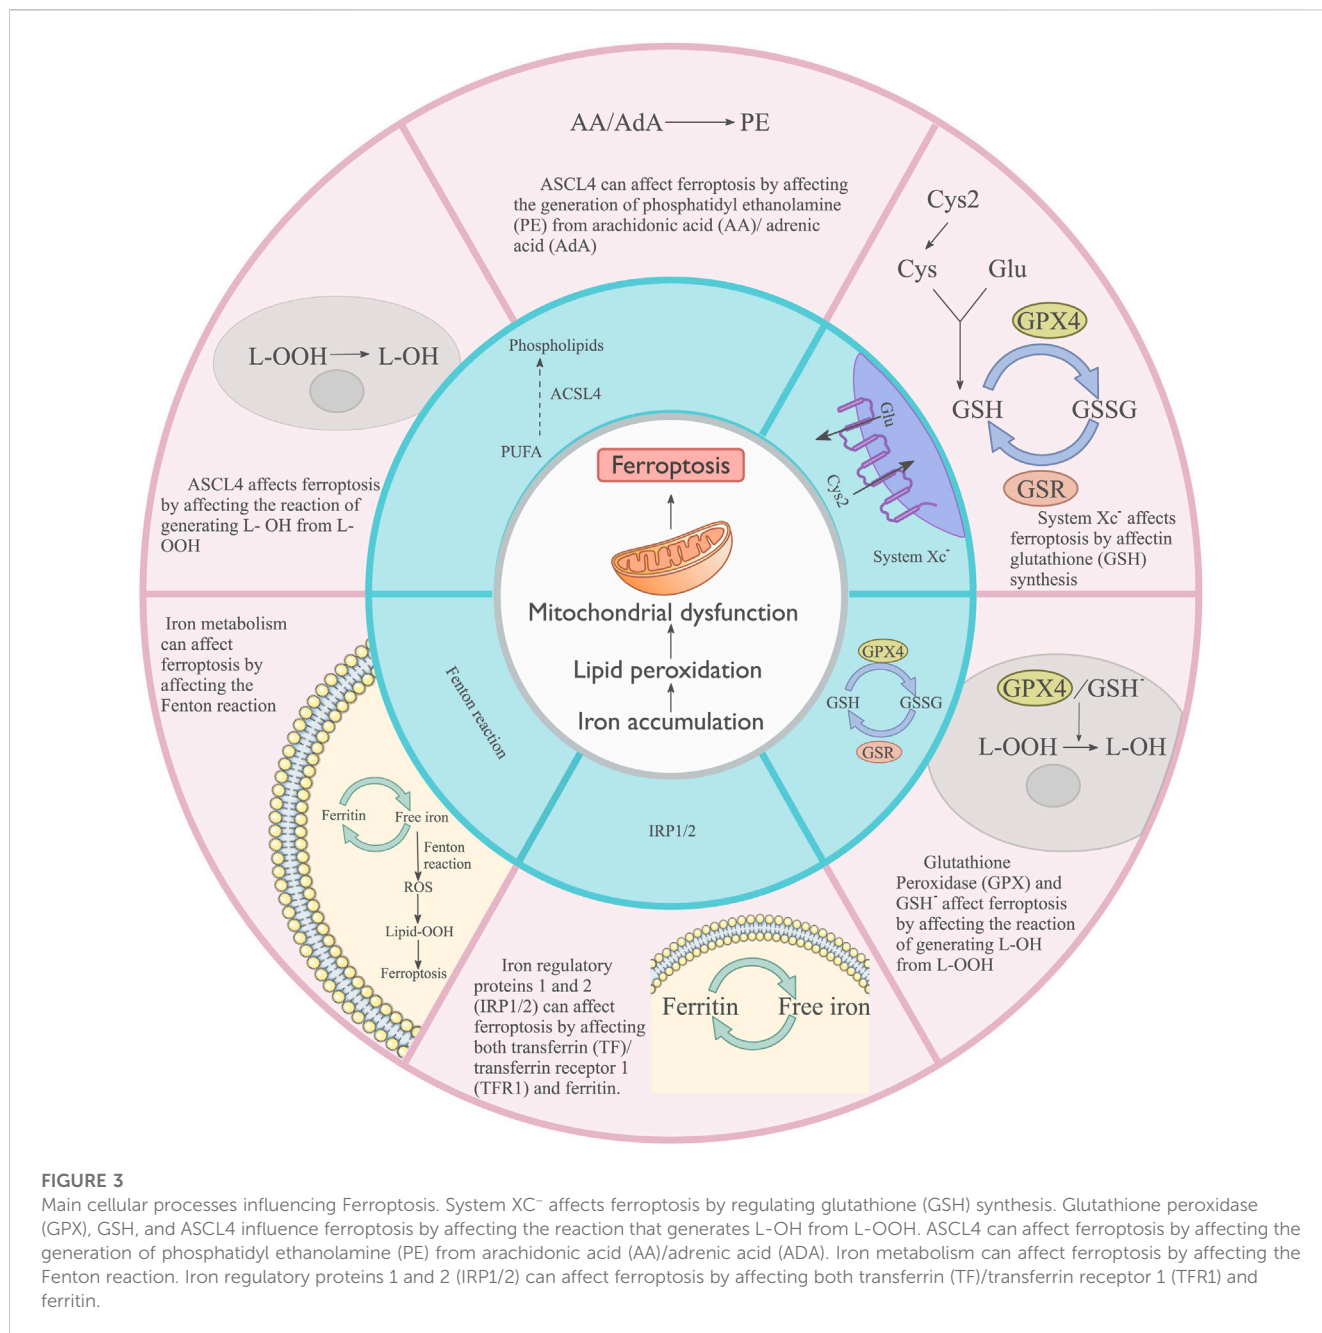 AA/AdA PE
ASCL4 can affect ferroptosis by affecting
the generation of phosphatidyl ethanolamine
(PE) from arachidonic acid (AA)/ adrenic
acid (AdA)
Cys2
Cys Glu
GPX4
GSH GSSG
GSR
System Xc⁻ affects
ferroptosis by affectin
glutathione (GSH)
synthesis
L-OOH L-OH
ASCL4 affects ferroptosis
by affecting the reaction of
generating L- OH from L-
OOH
Phospholipids
ACSL4
PUFA
Glu
Cys2
System Xc⁻
Ferroptosis
Mitochondrial dysfunction
Lipid peroxidation
Iron accumulation
Iron metabolism
can affect
ferroptosis by
affecting the
Fenton reaction
Fenton reaction
GPX4
GSH GSSG
GSR
GPX4 /GSH⁻
L-OOH L-OH
Glutathione
Peroxidase (GPX) and
GSH⁻ affect ferroptosis
by affecting the reaction
of generating L-OH
from L-OOH
IRP1/2
Ferritin Free iron
Fenton
reaction
ROS
Lipid-OOH
Ferroptosis
Iron regulatory
proteins 1 and 2
(IRP1/2) can affect
ferroptosis by affecting
both transferrin (TF)/
transferrin receptor 1
(TFR1) and ferritin.
Ferritin Free iron
FIGURE 3
Main cellular processes influencing Ferroptosis. System XC⁻ affects ferroptosis by regulating glutathione (GSH) synthesis. Glutathione peroxidase
(GPX), GSH, and ASCL4 influence ferroptosis by affecting the reaction that generates L-OH from L-OOH. ASCL4 can affect ferroptosis by affecting the
generation of phosphatidyl ethanolamine (PE) from arachidonic acid (AA)/adrenic acid (ADA). Iron metabolism can affect ferroptosis by affecting the
Fenton reaction. Iron regulatory proteins 1 and 2 (IRP1/2) can affect ferroptosis by affecting both transferrin (TF)/transferrin receptor 1 (TFR1) and
ferritin.